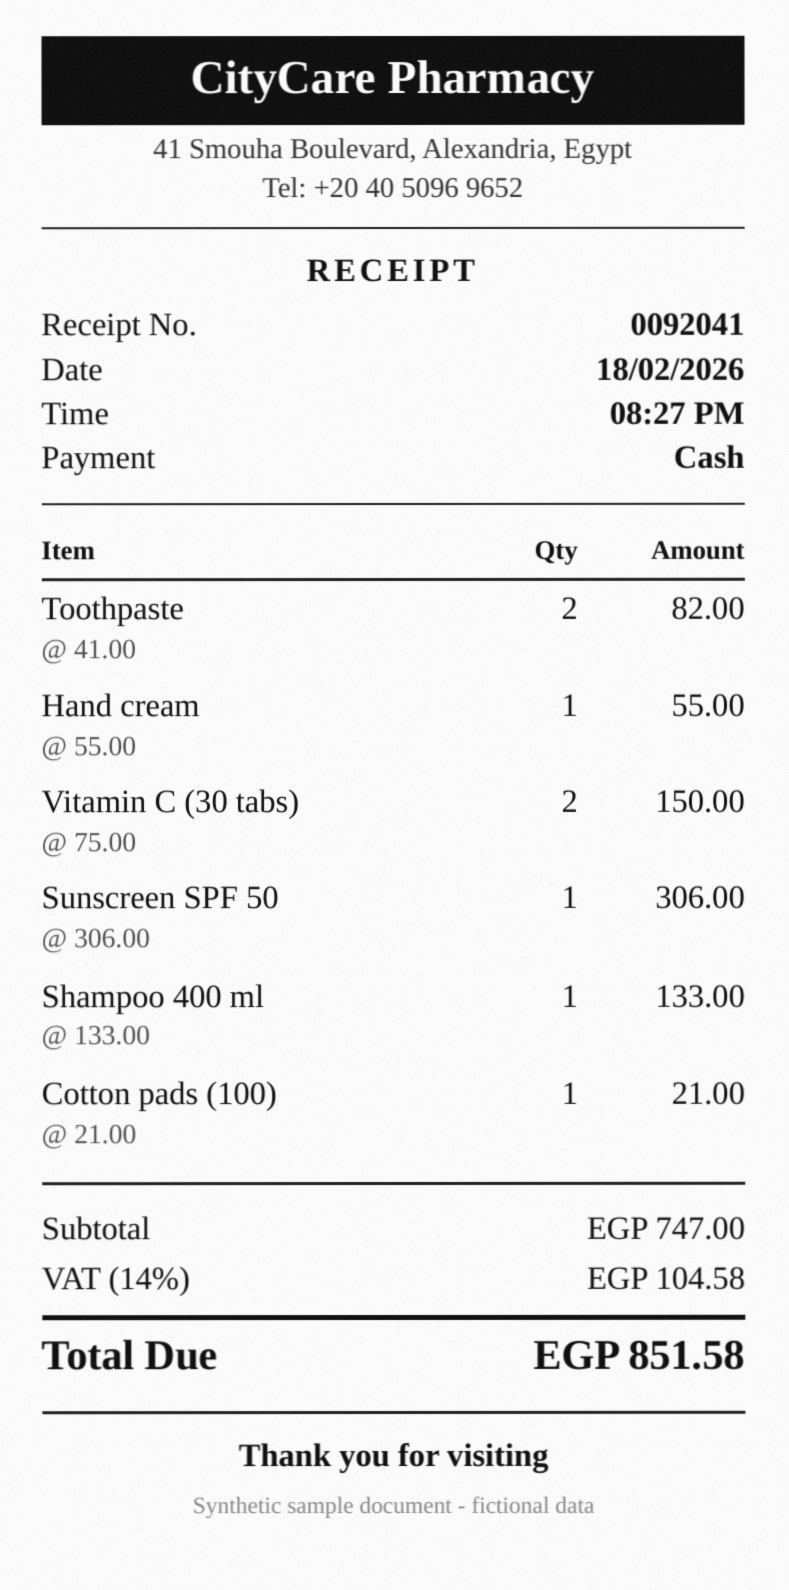 CityCare Pharmacy
41 Smouha Boulevard, Alexandria, Egypt
Tel: +20 40 5096 9652
RECEIPT
Receipt No. 0092041
Date 18/02/2026
Time 08:27 PM
Payment Cash
Item Qty Amount
Toothpaste 2 82.00
@ 41.00
Hand cream 1 55.00
@ 55.00
Vitamin C (30 tabs) 2 150.00
@ 75.00
Sunscreen SPF 50 1 306.00
@ 306.00
Shampoo 400 ml 1 133.00
@ 133.00
Cotton pads (100) 1 21.00
@ 21.00
Subtotal EGP 747.00
VAT (14%) EGP 104.58
Total Due EGP 851.58
Thank you for visiting
Synthetic sample document - fictional data